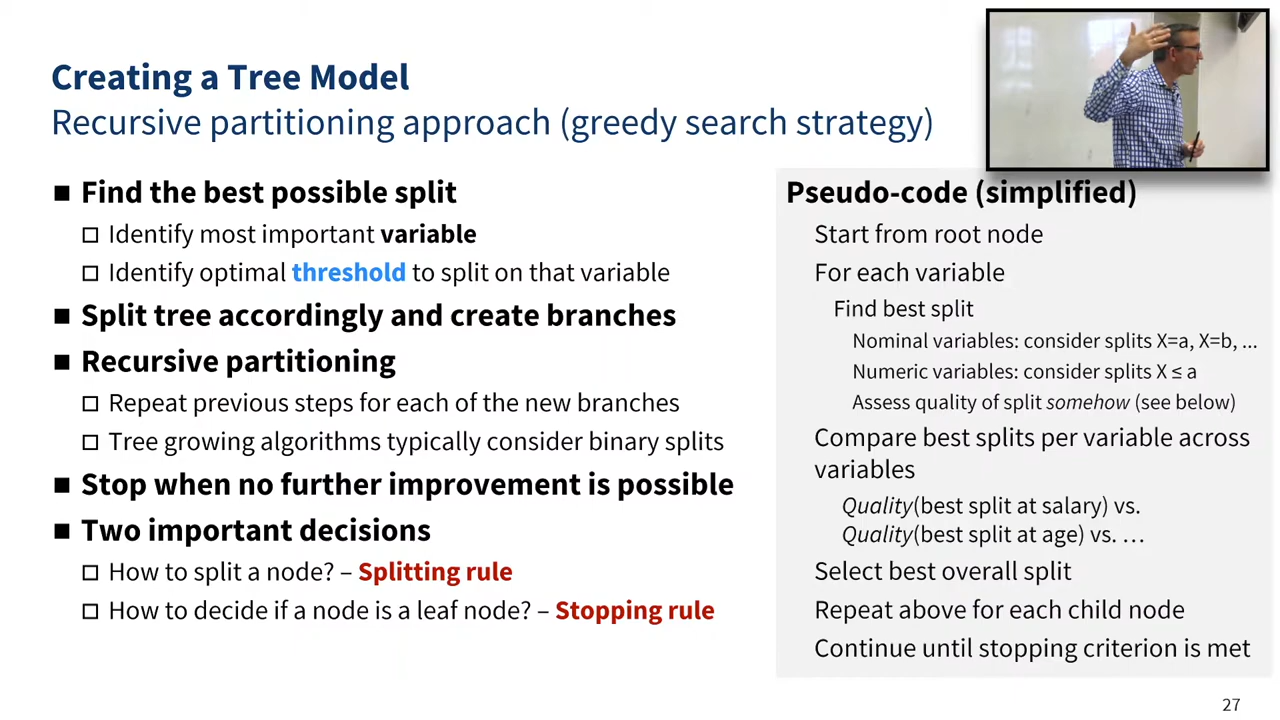 Creating a Tree Model
Recursive partitioning approach (greedy search strategy)
■ Find the best possible split
□ Identify most important variable
□ Identify optimal threshold to split on that variable
■ Split tree accordingly and create branches
■ Recursive partitioning
□ Repeat previous steps for each of the new branches
□ Tree growing algorithms typically consider binary splits
■ Stop when no further improvement is possible
■ Two important decisions
□ How to split a node? – Splitting rule
□ How to decide if a node is a leaf node? – Stopping rule
Pseudo-code (simplified)
Start from root node
For each variable
Find best split
Nominal variables: consider splits X=a, X=b, ...
Numeric variables: consider splits X ≤ a
Assess quality of split somehow (see below)
Compare best splits per variable across
variables
Quality(best split at salary) vs.
Quality(best split at age) vs. …
Select best overall split
Repeat above for each child node
Continue until stopping criterion is met
27